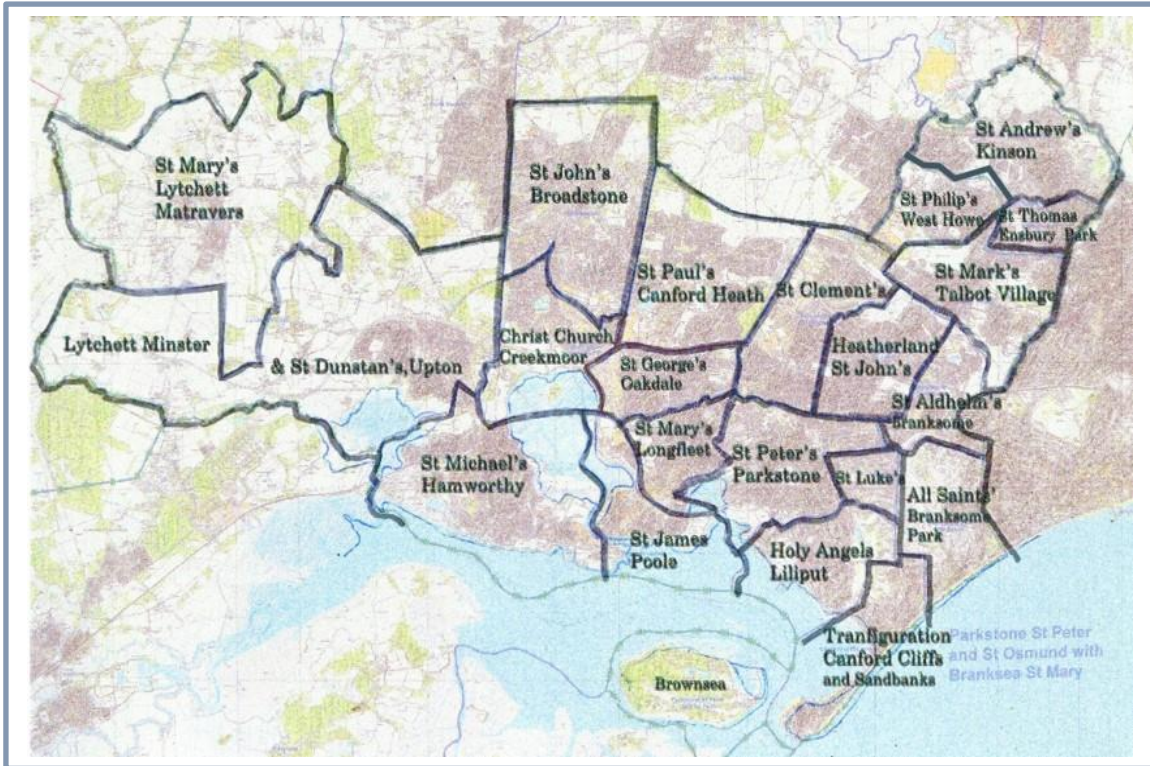 St Andrew's
Kinson
St Mary's
Lytchett
Matravers
St John's
Broadstone
St Philip's
West Howe
St Thomas
Ensbury Park
St Paul's
Canford Heath
St Clement's
St Mark's
Talbot Village
Lytchett Minster
& St Dunstan's, Upton
Christ Church
Creekmoor
St George's
Oakdale
Heatherland
St John's
St Aldhelm's
Branksome
St Mary's
Longfleet
St Michael's
Hamworthy
St Peter's
Parkstone
St Luke's
All Saints'
Branksome
Park
St James
Poole
Holy Angels
Liliput
Tranfiguration
Canford Cliffs
and Sandbanks
Parkstone St Peter
and St Osmund with
Branksea St Mary
Brownsea